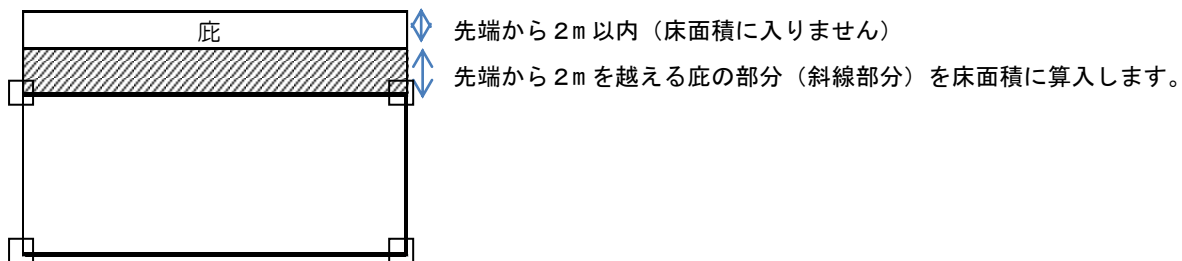 庇
先端から２ｍ以内（床面積に入りません）
先端から２ｍを越える庇の部分（斜線部分）を床面積に算入します。